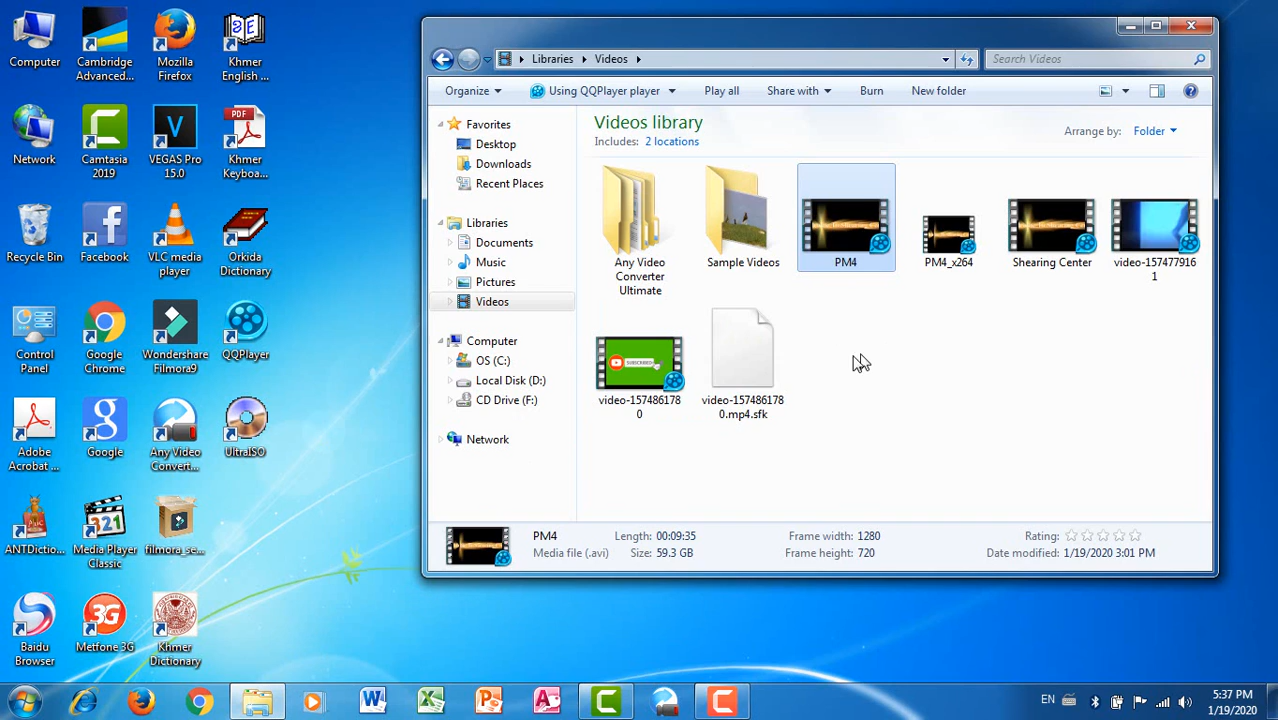 Computer
Cambridge
Advanced...
Mozilla
Firefox
Khmer
English ...
Network
Camtasia
2019
VEGAS Pro
15.0
PDF
Khmer
Keyboa...
Recycle Bin
Facebook
VLC media
player
Orkida
Dictionary
Control
Panel
Google
Chrome
Wondershare
Filmora9
QQPlayer
Adobe
Acrobat ...
Google
Any Video
Convert...
UltraISO
ANTDictio...
Media Player
Classic
filmora_se...
Baidu
Browser
Metfone 3G
Khmer
Dictionary
Libraries
Videos
Search Videos
Organize
Using QQPlayer player
Play all
Share with
Burn
New folder
Favorites
Desktop
Downloads
Recent Places
Libraries
Documents
Music
Pictures
Videos
Computer
OS (C:)
Local Disk (D:)
CD Drive (F:)
Network
Videos library
Includes: 2 locations
Arrange by: Folder
Any Video
Converter
Ultimate
Sample Videos
PM4
PM4_x264
Shearing Center
video-157477916
1
SUBSCRIBED
video-157486178
0
video-157486178
0.mp4.sfk
PM4
Media file (.avi)
Length: 00:09:35
Size: 59.3 GB
Frame width: 1280
Frame height: 720
Rating:
Date modified: 1/19/2020 3:01 PM
EN
5:37 PM
1/19/2020